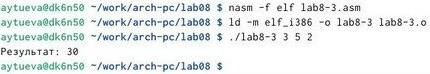 aytueva@dk6n50 ~/work/arch-pc/lab08 $ nasm -f elf lab8-3.asm
aytueva@dk6n50 ~/work/arch-pc/lab08 $ ld -m elf_i386 -o lab8-3 lab8-3.o
aytueva@dk6n50 ~/work/arch-pc/lab08 $ ./lab8-3 3 5 2
Результат: 30
aytueva@dk6n50 ~/work/arch-pc/lab08 $